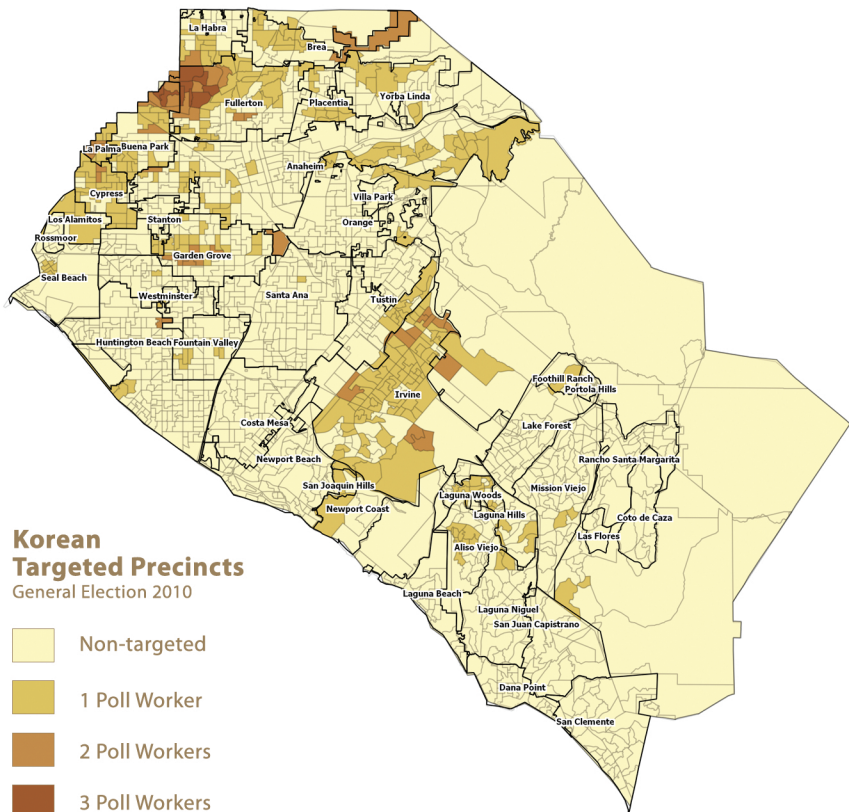 La Habra
Brea
Fullerton
Placentia
Yorba Linda
La Palma
Buena Park
Anaheim
Cypress
Villa Park
Los Alamitos
Stanton
Orange
Rossmoor
Garden Grove
Seal Beach
Westminster
Santa Ana
Tustin
Huntington Beach
Fountain Valley
Foothill Ranch
Portola Hills
Irvine
Costa Mesa
Lake Forest
Newport Beach
Rancho Santa Margarita
San Joaquin Hills
Mission Viejo
Laguna Woods
Newport Coast
Laguna Hills
Coto de Caza
Las Flores
Aliso Viejo
Laguna Beach
Laguna Niguel
San Juan Capistrano
Dana Point
San Clemente
Korean
Targeted Precincts
General Election 2010
Non-targeted
1 Poll Worker
2 Poll Workers
3 Poll Workers